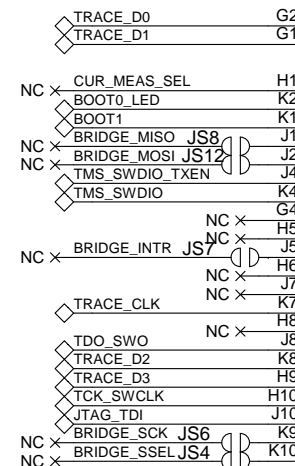 TRACE_D0 G2
TRACE_D1 G1
NC CUR_MEAS_SEL H1
BOOT0_LED K2
BOOT1 K1
NC BRIDGE_MISO JS8 J1
NC BRIDGE_MOSI JS12 J2
TMS_SWDIO_TXEN J4
TMS_SWDIO K4
NC G4
NC H5
NC BRIDGE_INTR JS7 J5
NC H6
NC J7
TRACE_CLK K7
NC H8
TDO_SWO J8
TRACE_D2 K8
TRACE_D3 H9
TCK_SWCLK H10
JTAG_TDI J10
NC BRIDGE_SCK JS6 K9
NC BRIDGE_SSEL JS4 K10